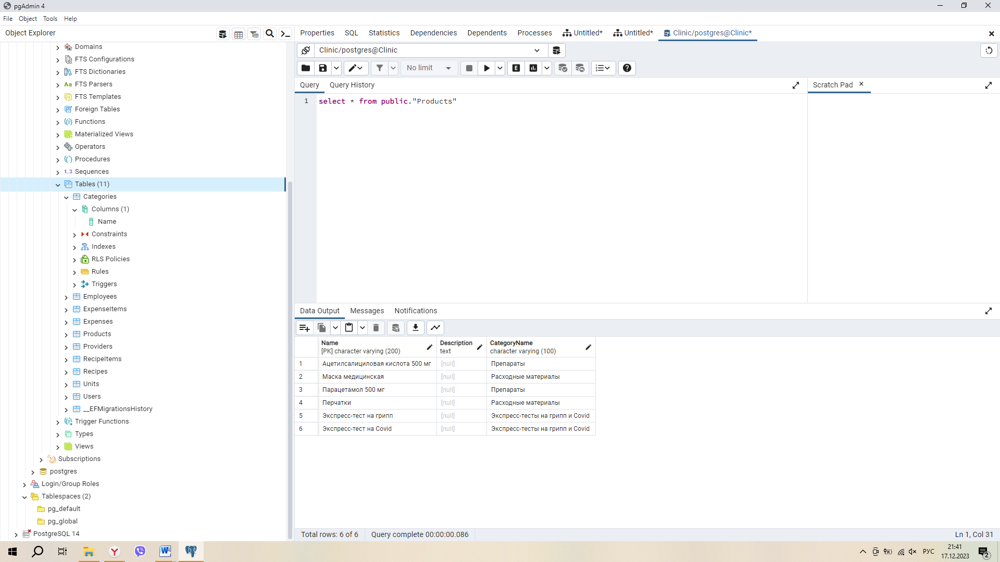 pgAdmin 4
File Object Tools Help
Object Explorer
Properties SQL Statistics Dependencies Dependents Processes Untitled* Untitled* Clinic/postgres@Clinic*
Clinic/postgres@Clinic
No limit
Query Query History
Scratch Pad
1 select * from public."Products"
Domains
FTS Configurations
FTS Dictionaries
Aa FTS Parsers
FTS Templates
Foreign Tables
Functions
Materialized Views
Operators
Procedures
1..3 Sequences
Tables (11)
Categories
Columns (1)
Name
Constraints
Indexes
RLS Policies
Rules
Triggers
Employees
ExpenseItems
Expenses
Products
Providers
RecipeItems
Recipes
Units
Users
__EFMigrationsHistory
Trigger Functions
Types
Views
Subscriptions
postgres
Login/Group Roles
Tablespaces (2)
pg_default
pg_global
PostgreSQL 14
Data Output Messages Notifications
Name Description CategoryName
[PK] character varying (200) text character varying (100)
1 Ацетилсалициловая кислота 500 мг [null] Препараты
2 Маска медицинская [null] Расходные материалы
3 Парацетамол 500 мг [null] Препараты
4 Перчатки [null] Расходные материалы
5 Экспресс-тест на грипп [null] Экспресс-тесты на грипп и Covid
6 Экспресс-тест на Covid [null] Экспресс-тесты на грипп и Covid
Total rows: 6 of 6 Query complete 00:00:00.086 Ln 1, Col 31
РУС
21:41
17.12.2023
2